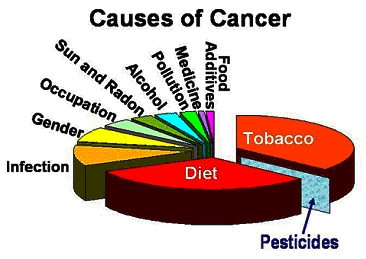 Causes of Cancer
Food
Additives
Medicine
Pollution
Alcohol
Sun and Radon
Occupation
Gender
Infection
Diet
Tobacco
Pesticides